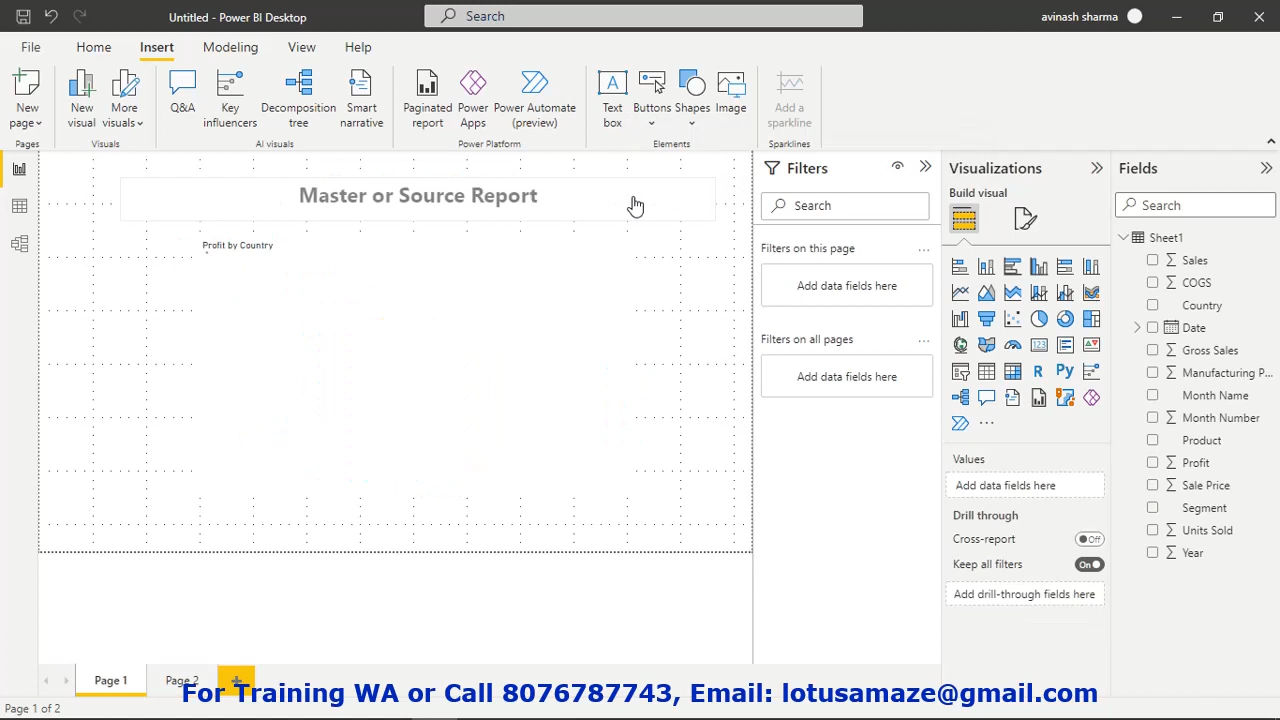 Untitled - Power BI Desktop
Search
avinash sharma
File
Home
Insert
Modeling
View
Help
New page
New visual
More visuals
Q&A
Key influencers
Decomposition tree
Smart narrative
Paginated report
Power Apps
Power Automate (preview)
Text box
Buttons
Shapes
Image
Add a sparkline
Pages
Visuals
AI visuals
Power Platform
Elements
Sparklines
Master or Source Report
Profit by Country
Filters
Search
Filters on this page
Add data fields here
Filters on all pages
Add data fields here
Visualizations
Build visual
R
Py
123
Values
Add data fields here
Drill through
Cross-report
Off
Keep all filters
On
Add drill-through fields here
Fields
Search
Sheet1
Sales
COGS
Country
Date
Gross Sales
Manufacturing P...
Month Name
Month Number
Product
Profit
Sale Price
Segment
Units Sold
Year
Page 1
Page 2
For Training WA or Call 8076787743, Email: lotusamaze@gmail.com
Page 1 of 2